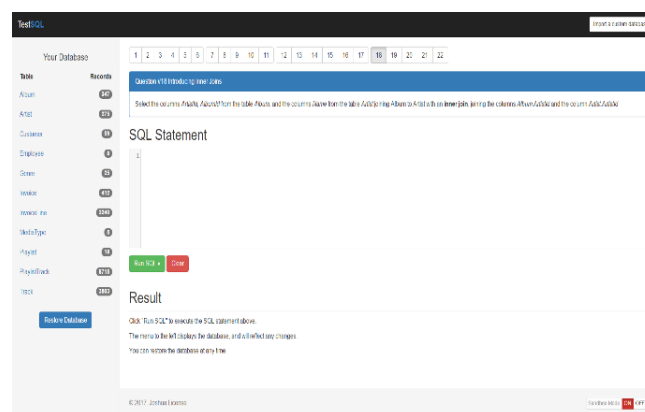 TestSQL
Import a custom databas
Your Database
Table Records
Album 347
Artist 275
Customer 59
Employee 8
Genre 25
Invoice 412
InvoiceLine 2240
MediaType 5
Playlist 18
PlaylistTrack 8715
Track 3503
Restore Database
1 2 3 4 5 6 7 8 9 10 11 12 13 14 15 16 17 18 19 20 21 22
Question #18 Introducing Inner Joins
Select the columns ArtistId, AlbumId from the table Album, and the columns Name from the table Artist joining Album to Artist with an inner join, joining the columns Album.ArtistId and the column Artist.ArtistId
SQL Statement
1
Run SQL » Clear
Result
Click "Run SQL" to execute the SQL statement above.
The menu to the left displays the database, and will reflect any changes
You can restore the database at any time
© 2017 Joshua License
Sandbox Mode ON OFF